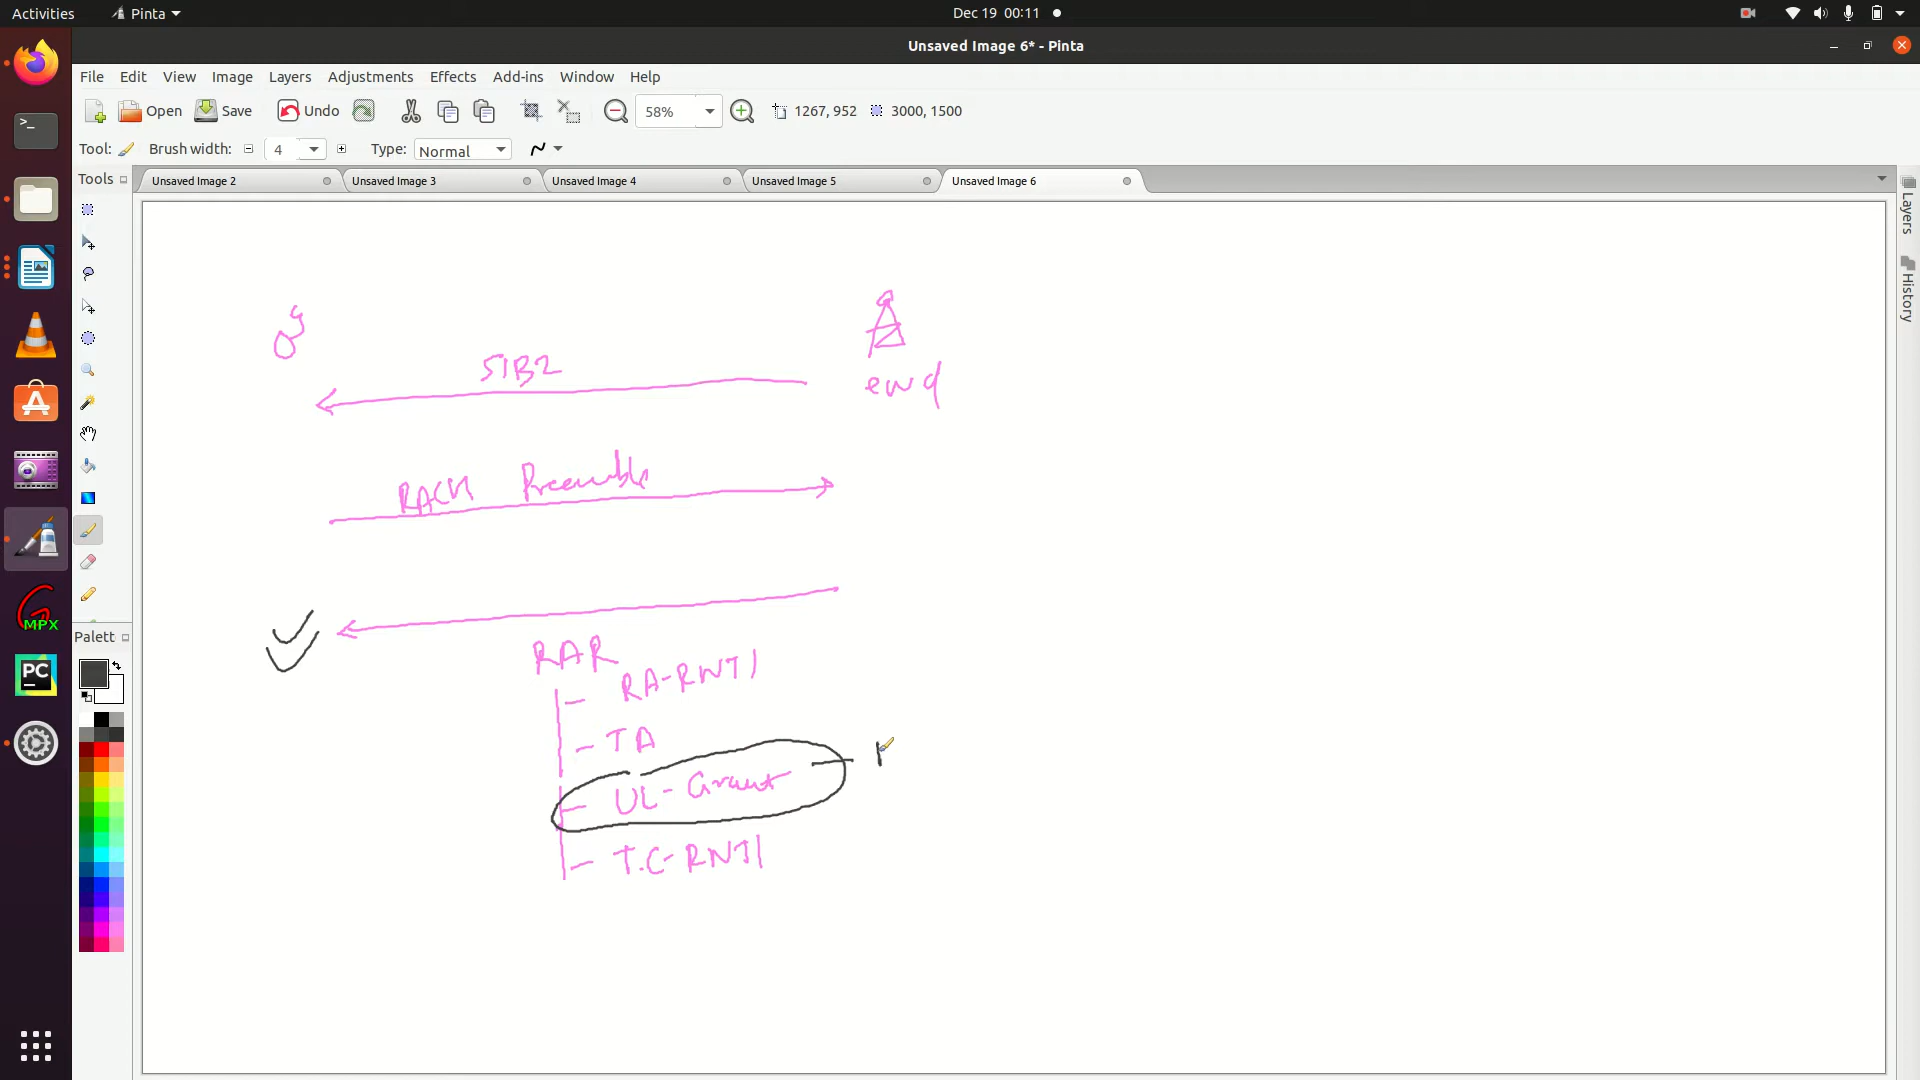 Activities Pinta Dec 19 00:11
Unsaved Image 6* - Pinta
File Edit View Image Layers Adjustments Effects Add-ins Window Help
Open Save Undo 58% 1267, 952 3000, 1500
Tool: Brush width: 4 Type: Normal
Tools Unsaved Image 2 Unsaved Image 3 Unsaved Image 4 Unsaved Image 5 Unsaved Image 6
Layers
History
SIB2
RACH Preamble
RAR
RA-RNTI
TA
UL-Grant
T.C-RNTI
MPX
Palett
PC